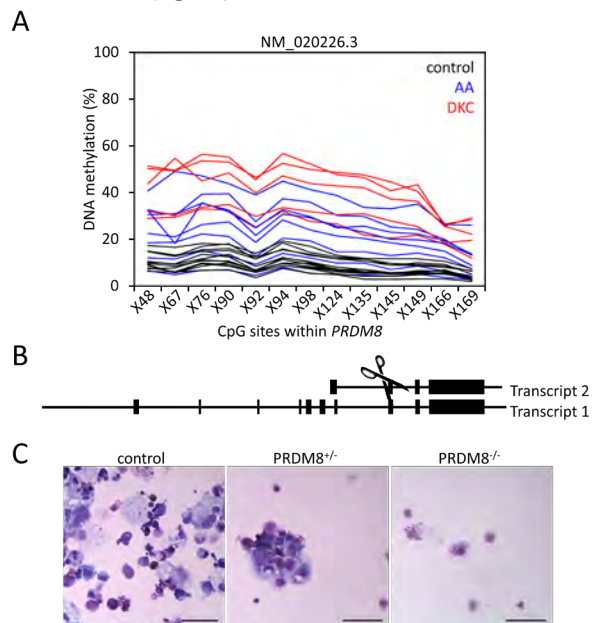 A
NM_020226.3
100
80
60
40
20
0
DNA methylation (%)
control
AA
DKC
X48 X67 X76 X90 X92 X94 X98 X124 X135 X145 X149 X166 X169
CpG sites within PRDM8
B
Transcript 2
Transcript 1
C
control PRDM8+/- PRDM8-/-